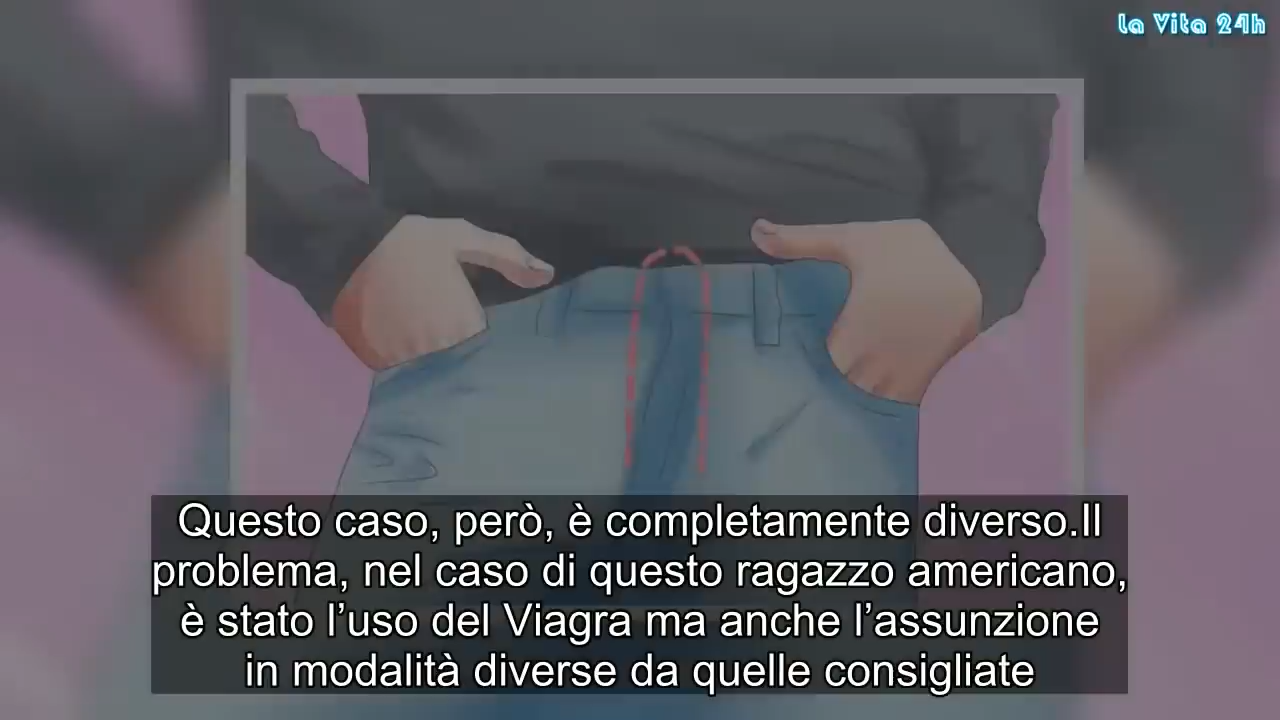 La Vita 24h
Questo caso, però, è completamente diverso.Il
problema, nel caso di questo ragazzo americano,
è stato l’uso del Viagra ma anche l’assunzione
in modalità diverse da quelle consigliate